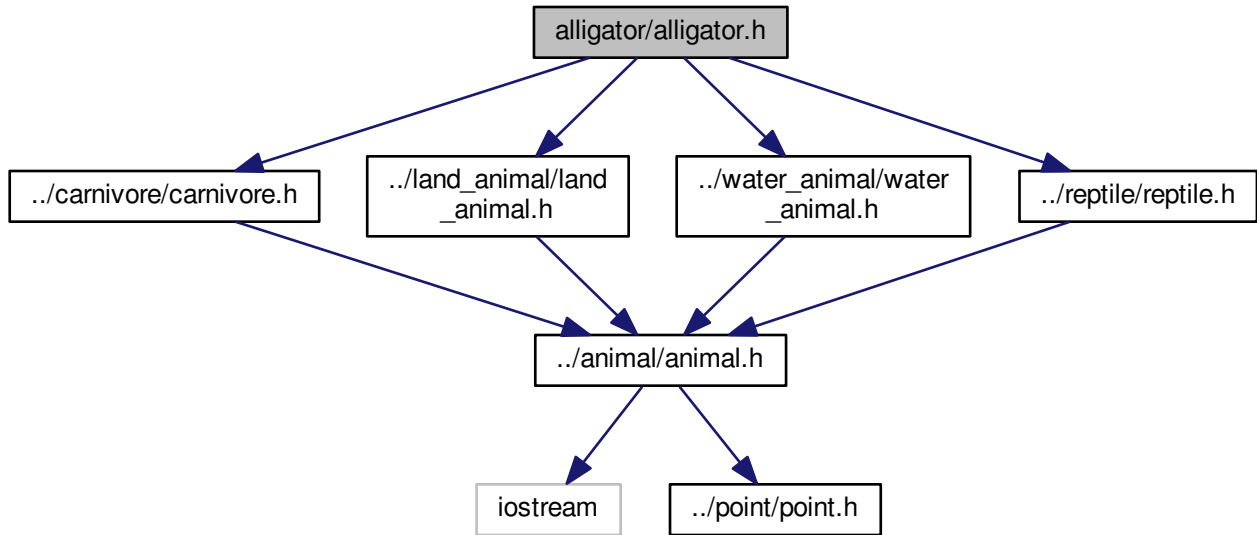 alligator/alligator.h
../carnivore/carnivore.h
../land_animal/land
_animal.h
../water_animal/water
_animal.h
../reptile/reptile.h
../animal/animal.h
iostream
../point/point.h